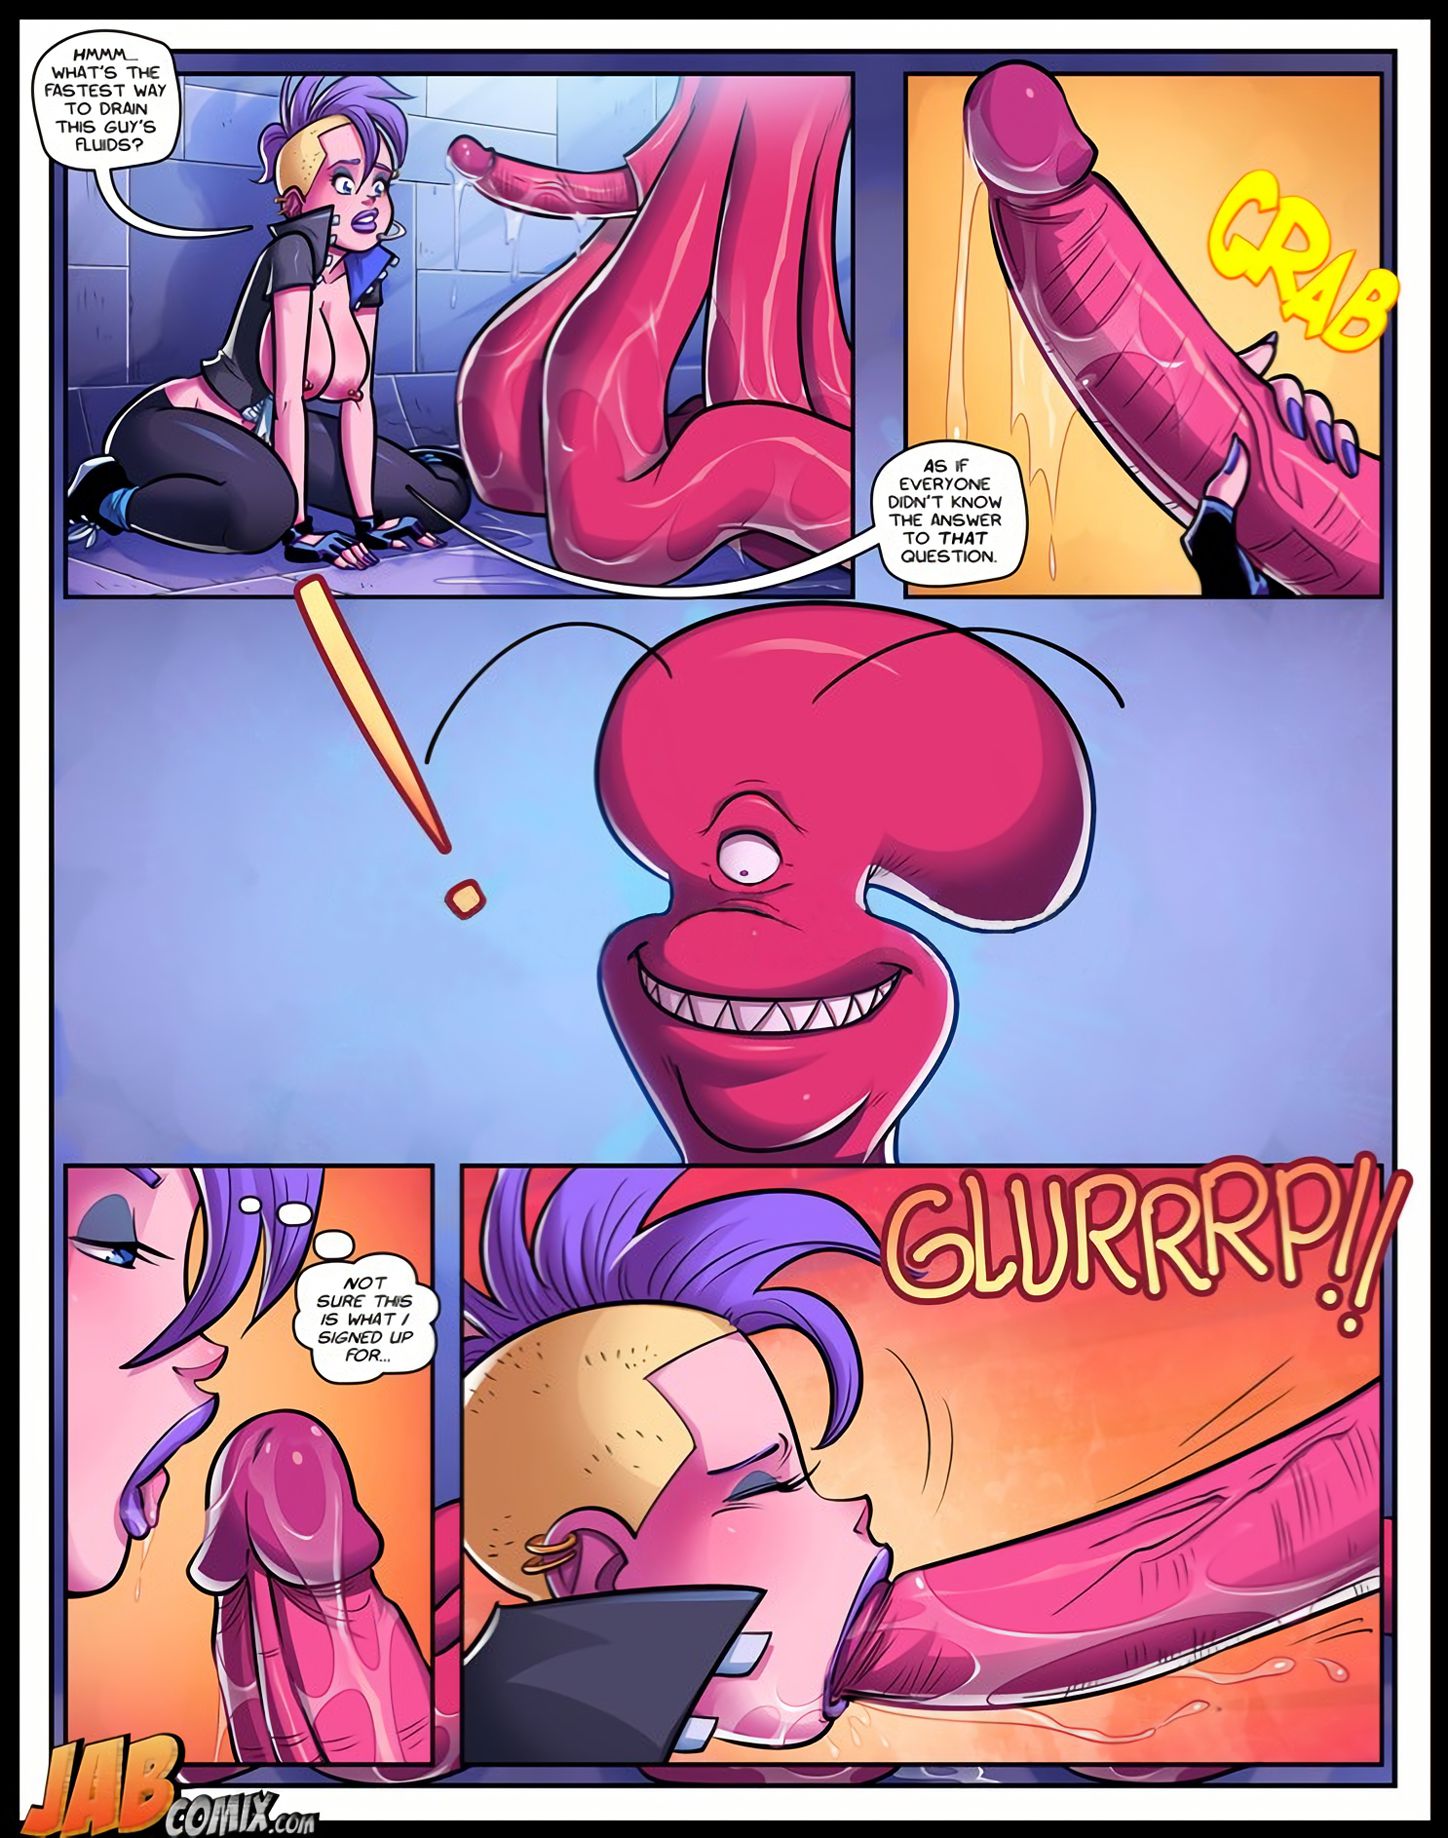 HMMM...
WHAT'S THE
FASTEST WAY
TO DRAIN
THIS GUY'S
FLUIDS?
AS IF
EVERYONE
DIDN'T KNOW
THE ANSWER
TO THAT
QUESTION.
GRAB
!
NOT
SURE THIS
IS WHAT I
SIGNED UP
FOR...
GLURRRP!!
JAB
COMIX.com